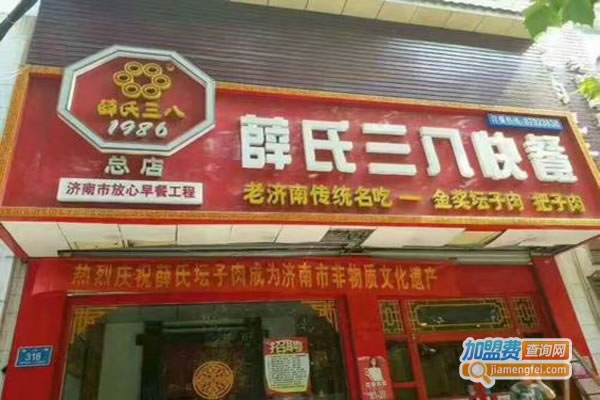 薛氏三八
1986
总店
济南市放心早餐工程
薛氏三八快餐
老济南传统名吃 — 金奖坛子肉 把子肉
热烈庆祝薛氏坛子肉成为济南市非物质文化遗产
318
招聘
加盟费查询网
jiamengfei.com